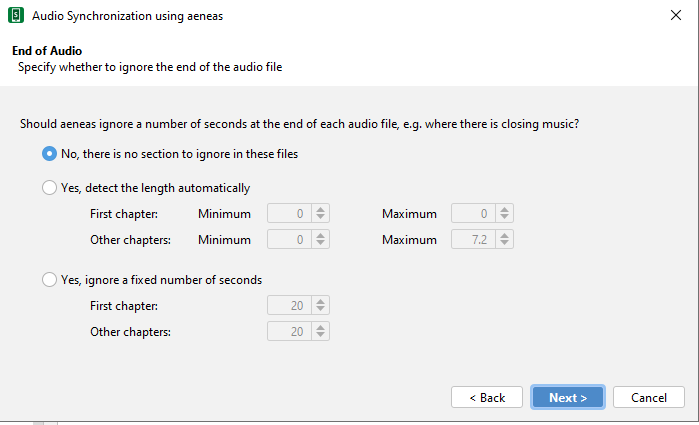 Audio Synchronization using aeneas
End of Audio
Specify whether to ignore the end of the audio file
Should aeneas ignore a number of seconds at the end of each audio file, e.g. where there is closing music?
No, there is no section to ignore in these files
Yes, detect the length automatically
First chapter: Minimum 0 Maximum 0
Other chapters: Minimum 0 Maximum 7.2
Yes, ignore a fixed number of seconds
First chapter: 20
Other chapters: 20
< Back Next > Cancel